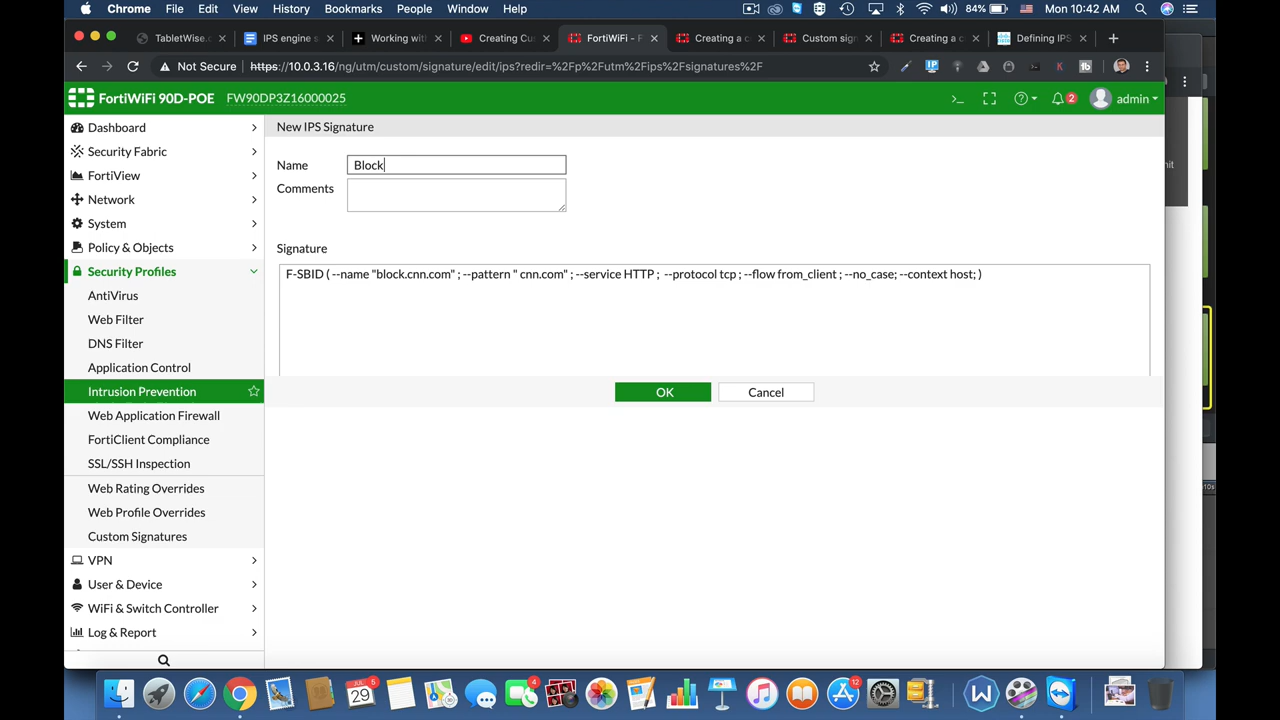 Chrome File Edit View History Bookmarks People Window Help 84% Mon 10:42 AM
TabletWise.c IPS engine s Working with Creating Cus FortiWiFi - F Creating a c Custom sign Creating a c Defining IPS
Not Secure https://10.0.3.16/ng/utm/custom/signature/edit/ips?redir=%2Fp%2Futm%2Fips%2Fsignatures%2F
FortiWiFi 90D-POE FW90DP3Z16000025 >_ 2 admin
Dashboard
Security Fabric
FortiView
Network
System
Policy & Objects
Security Profiles
AntiVirus
Web Filter
DNS Filter
Application Control
Intrusion Prevention
Web Application Firewall
FortiClient Compliance
SSL/SSH Inspection
Web Rating Overrides
Web Profile Overrides
Custom Signatures
VPN
User & Device
WiFi & Switch Controller
Log & Report
New IPS Signature
Name Block
Comments
Signature
F-SBID ( --name "block.cnn.com" ; --pattern " cnn.com" ; --service HTTP ; --protocol tcp ; --flow from_client ; --no_case; --context host; )
OK Cancel